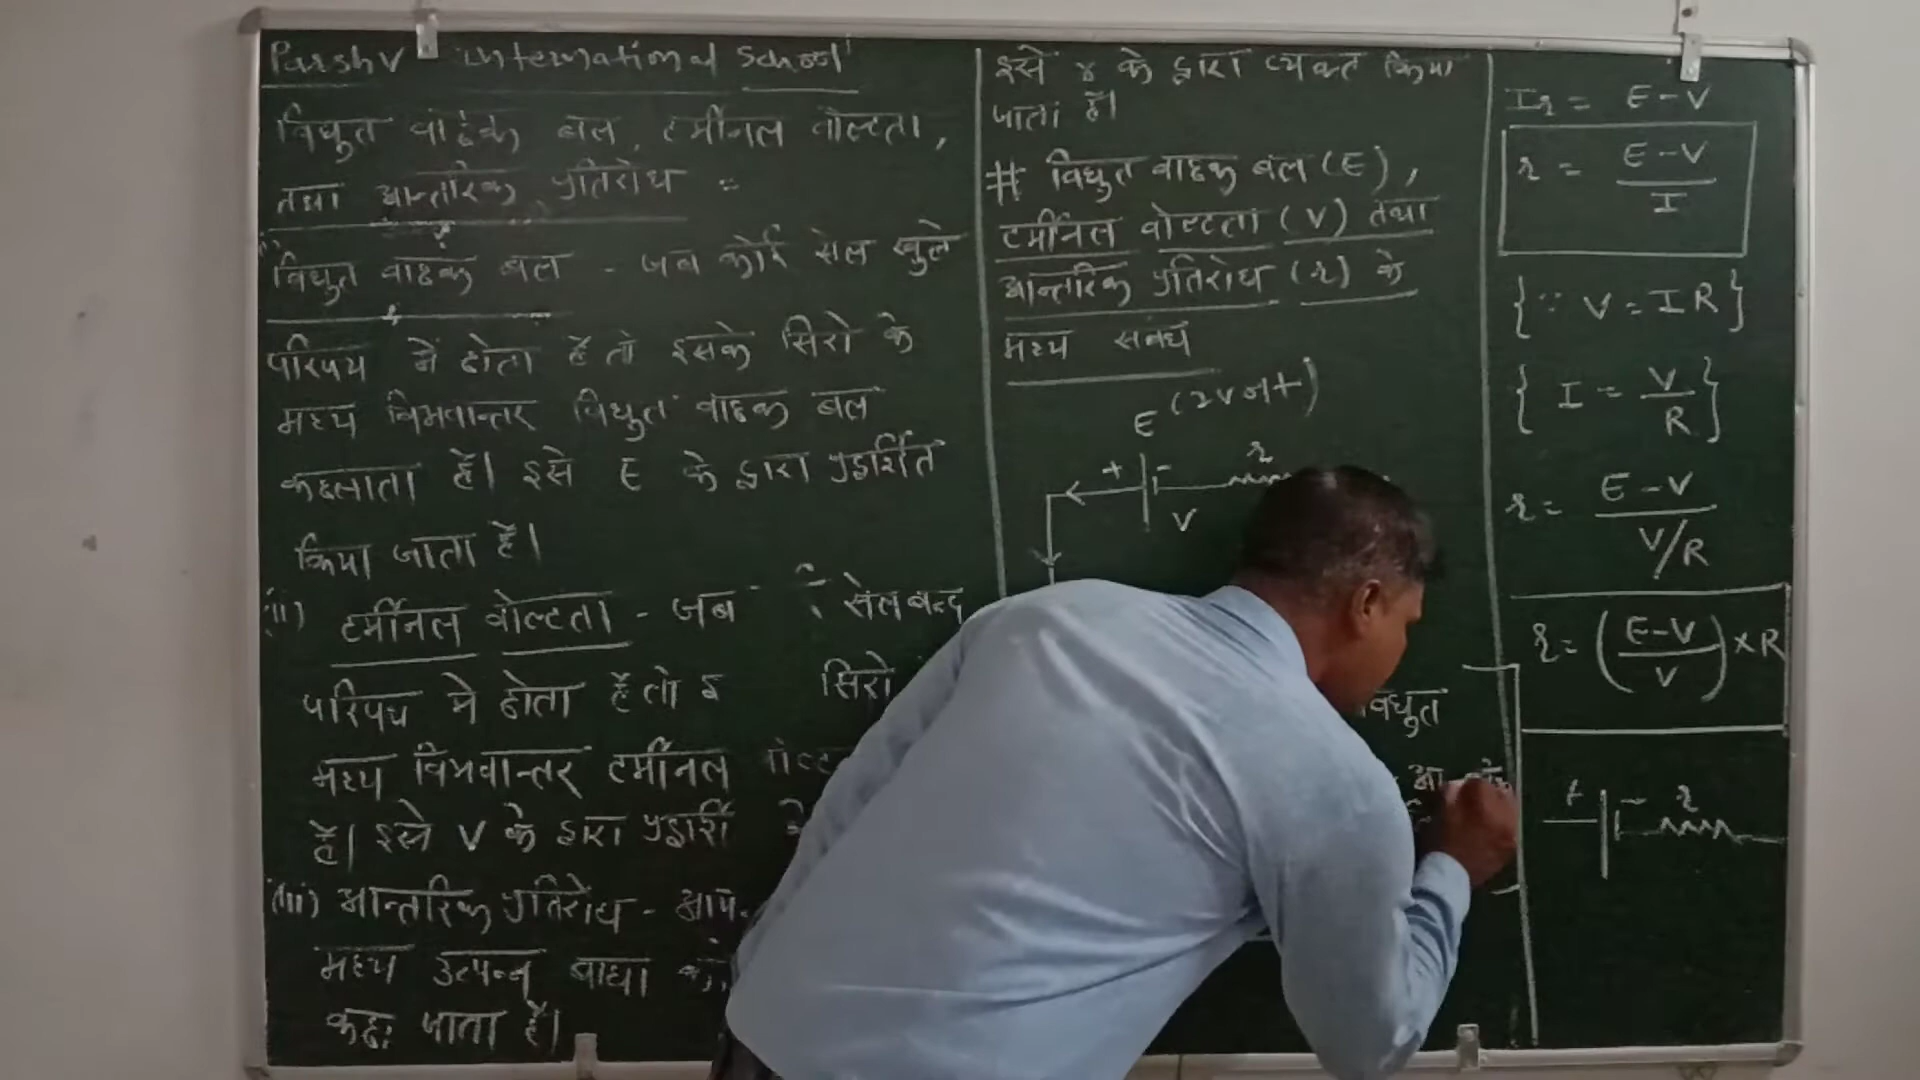 Parshv international School
विधुत वाहक बल, टर्मीनल वोल्टता,
तथा आन्तरिक प्रतिरोध =
विधुत वाहक बल - जब कोई सेल खुले
परिपथ में होता है तो इसके सिरो के
मध्य विभवान्तर विधुत वाहक बल
कहलाता है। इसे E के द्वारा प्रदर्शित
किया जाता है।
(ii) टर्मीनल वोल्टता - जब सेल बन्द
परिपथ मे होता है तो सिरो
मध्य विभवान्तर टर्मीनल
है। इसे V के द्वारा
(iii) आन्तरिक प्रतिरोध -
मध्य उत्पन्न बाधा
कहा जाता है।
इसे r के द्वारा व्यक्त किया
जाता है।
# विधुत वाहक बल (E),
टर्मीनल वोल्टता (V) तथा
आन्तरिक प्रतिरोध (r) के
मध्य संबंध
E (2Volt)
+ - r
V
विधुत
Ir = E-V
r = E-V / I
{∵ V = IR}
{I = V/R}
r = E-V / V/R
r = (E-V / V) × R
+ - r